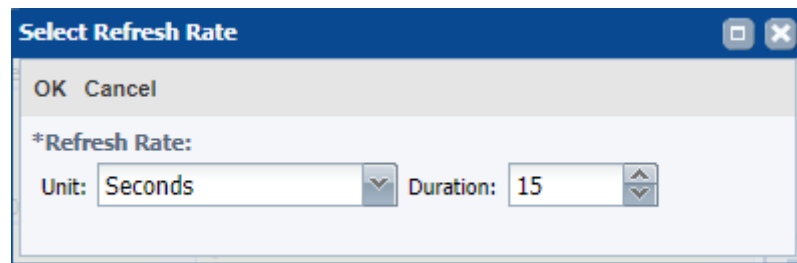 Select Refresh Rate
OK Cancel
*Refresh Rate:
Unit: Seconds Duration: 15